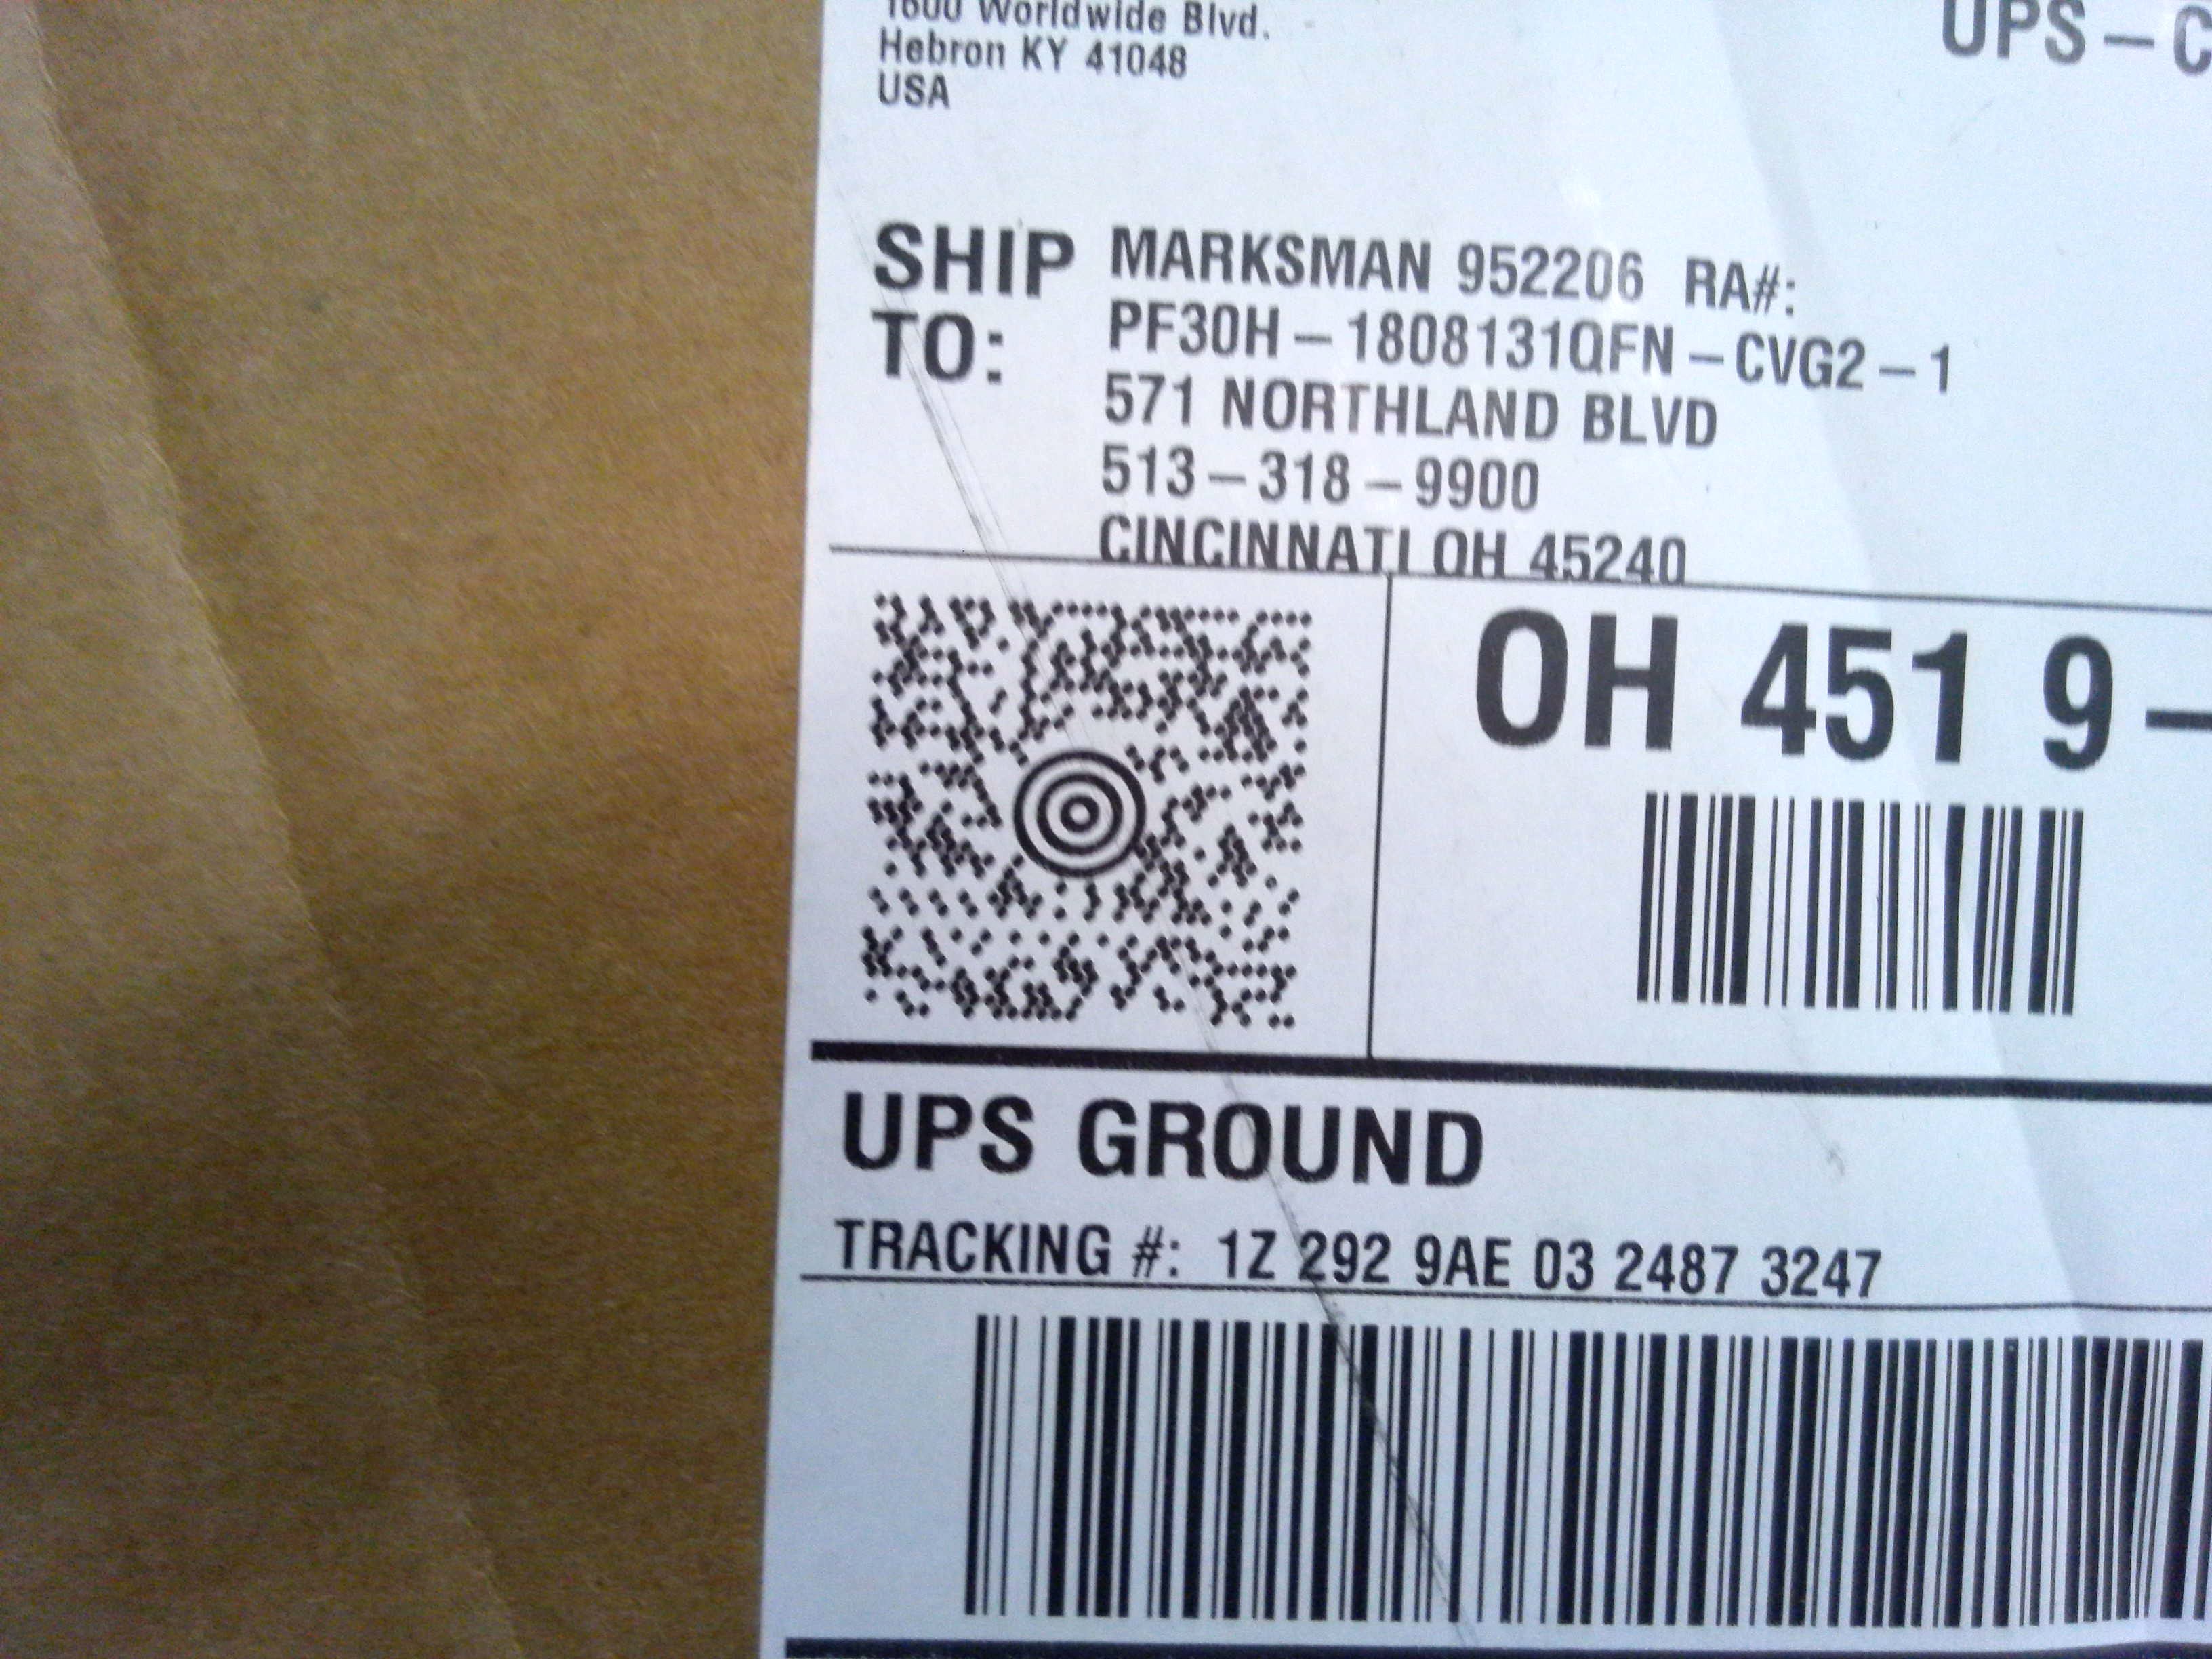 1600 Worldwide Blvd.
Hebron KY 41048
USA
UPS – C
SHIP TO:
MARKSMAN 952206 RA#:
PF30H – 1808131QFN – CVG2 – 1
571 NORTHLAND BLVD
513 – 318 – 9900
CINCINNATI OH 45240
OH 451 9 –
UPS GROUND
TRACKING #: 1Z 292 9AE 03 2487 3247